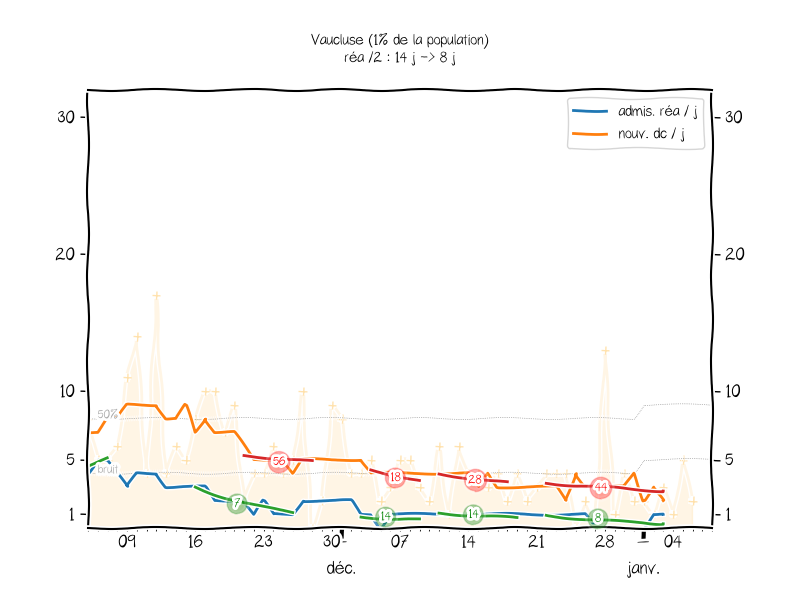 Vaucluse (1% de la population)
réa /2 : 14 j -> 8 j
admis. réa / j
nouv. dc / j
30 30
20 20
10 10
50%
5 5
bruit
1 1
56
18
28
44
7
14
14
8
09 16 23 30 07 14 21 28 04
déc. janv.